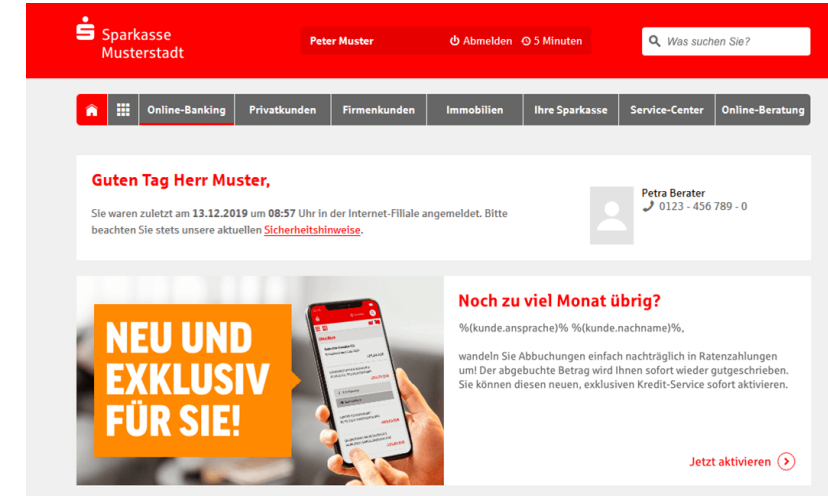 Sparkasse
Musterstadt
Peter Muster
Abmelden
5 Minuten
Was suchen Sie?
Online-Banking
Privatkunden
Firmenkunden
Immobilien
Ihre Sparkasse
Service-Center
Online-Beratung
Guten Tag Herr Muster,
Sie waren zuletzt am 13.12.2019 um 08:57 Uhr in der Internet-Filiale angemeldet. Bitte
beachten Sie stets unsere aktuellen Sicherheitshinweise.
Petra Berater
0123 - 456 789 - 0
NEU UND
EXKLUSIV
FÜR SIE!
Noch zu viel Monat übrig?
%(kunde.ansprache)% %(kunde.nachname)%,
wandeln Sie Abbuchungen einfach nachträglich in Ratenzahlungen
um! Der abgebuchte Betrag wird Ihnen sofort wieder gutgeschrieben.
Sie können diesen neuen, exklusiven Kredit-Service sofort aktivieren.
Jetzt aktivieren